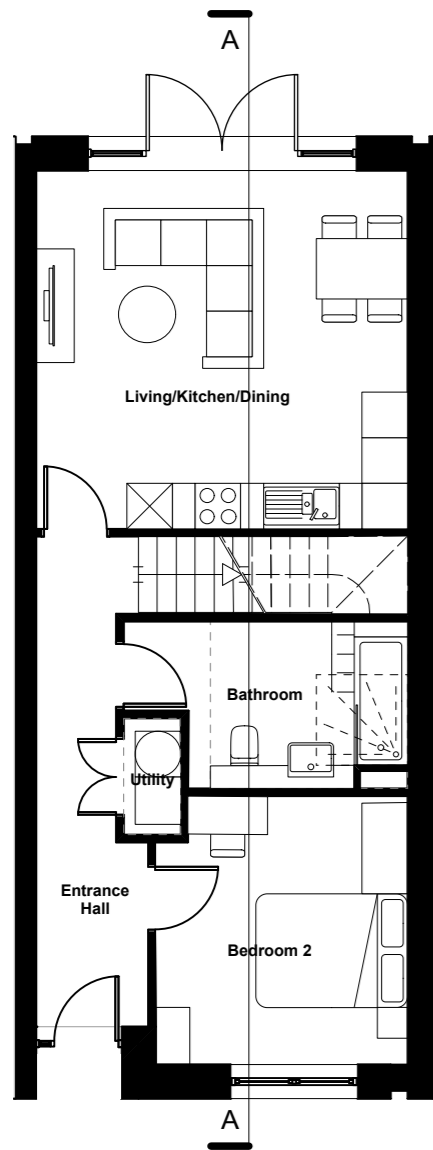 A
Living/Kitchen/Dining
Bathroom
Utility
Entrance
Hall
Bedroom 2
A